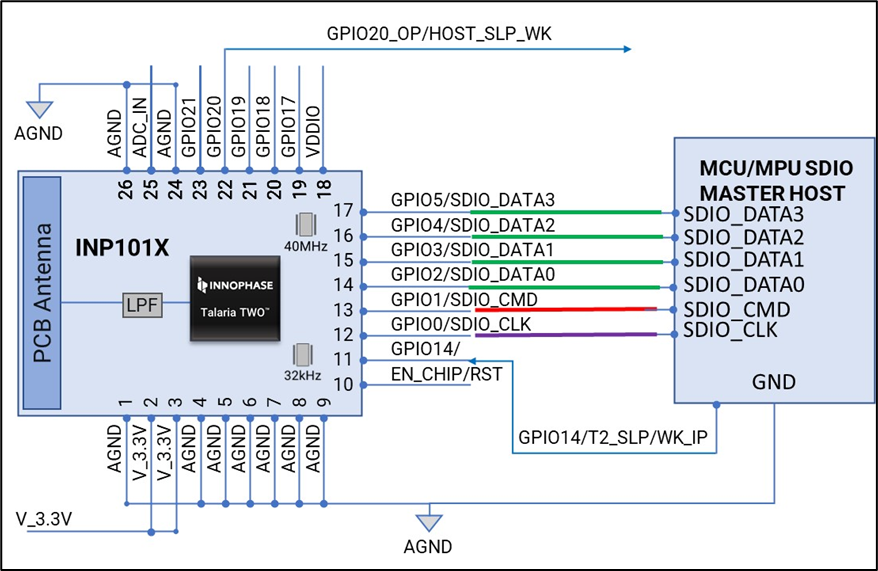 GPIO20_OP/HOST_SLP_WK
AGND
AGND
ADC_IN
AGND
GPIO21
GPIO20
GPIO19
GPIO18
GPIO17
VDDIO
26
25
24
23
22
21
20
19
18
PCB Antenna
INP101X
LPF
INNOPHASE
Talaria TWO™
40MHz
32kHz
17
GPIO5/SDIO_DATA3
16
GPIO4/SDIO_DATA2
15
GPIO3/SDIO_DATA1
14
GPIO2/SDIO_DATA0
13
GPIO1/SDIO_CMD
12
GPIO0/SDIO_CLK
11
GPIO14/
10
EN_CHIP/RST
MCU/MPU SDIO
MASTER HOST
SDIO_DATA3
SDIO_DATA2
SDIO_DATA1
SDIO_DATA0
SDIO_CMD
SDIO_CLK
GND
GPIO14/T2_SLP/WK_IP
1
2
3
4
5
6
7
8
9
AGND
V_3.3V
V_3.3V
AGND
AGND
AGND
AGND
AGND
AGND
V_3.3V
AGND